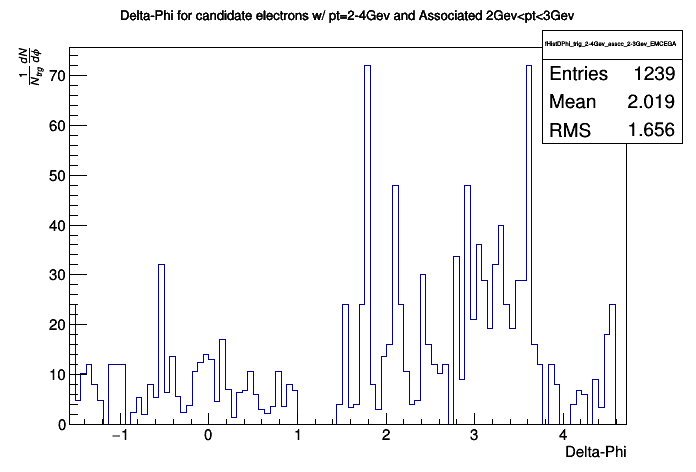 Delta-Phi for candidate electrons w/ pt=2-4Gev and Associated 2Gev<pt<3Gev
fHistDPhi_trig_2-4Gev_assoc_2-3Gev_EMCEGA
Entries 1239
Mean 2.019
RMS 1.656
1/N_trg dN/dϕ
70
60
50
40
30
20
10
0
−1 0 1 2 3 4
Delta-Phi